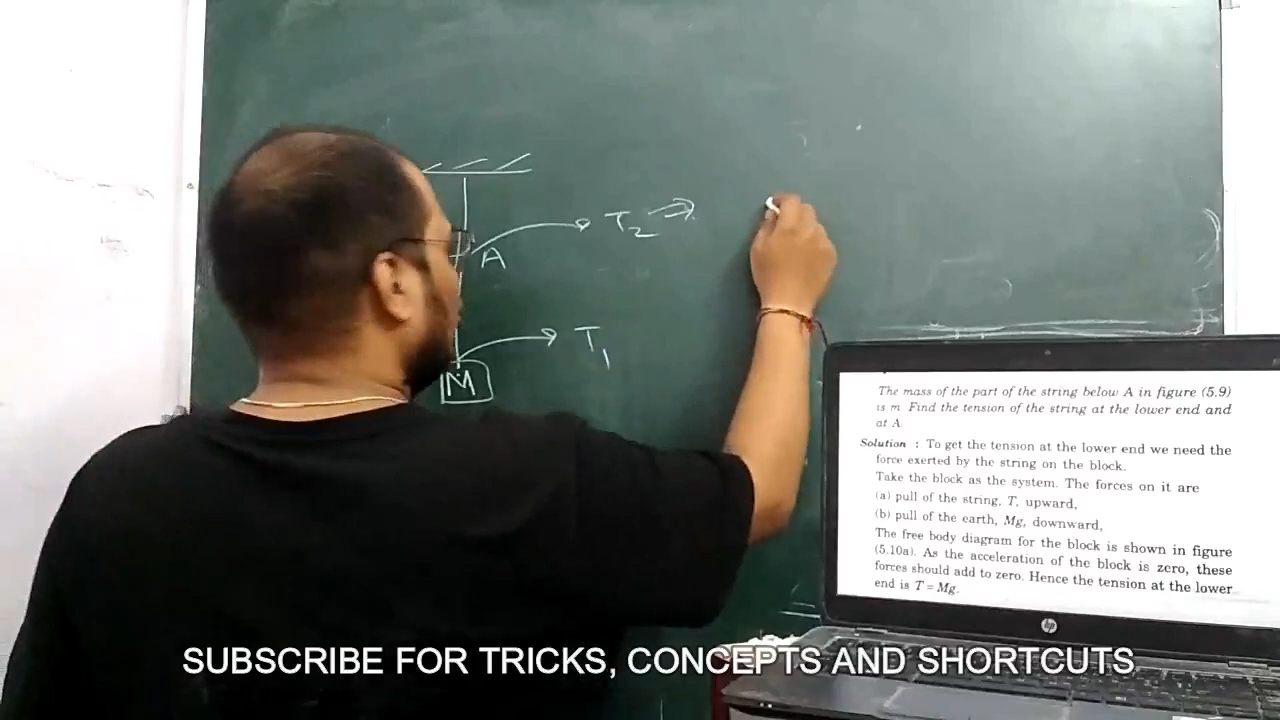 T₂
A
T₁
M
The mass of the part of the string below A in figure (5.9)
is m. Find the tension of the string at the lower end and
at A.
Solution : To get the tension at the lower end we need the
force exerted by the string on the block.
Take the block as the system. The forces on it are
(a) pull of the string, T, upward,
(b) pull of the earth, Mg, downward,
The free body diagram for the block is shown in figure
(5.10a). As the acceleration of the block is zero, these
forces should add to zero. Hence the tension at the lower
end is T = Mg.
hp
SUBSCRIBE FOR TRICKS, CONCEPTS AND SHORTCUTS